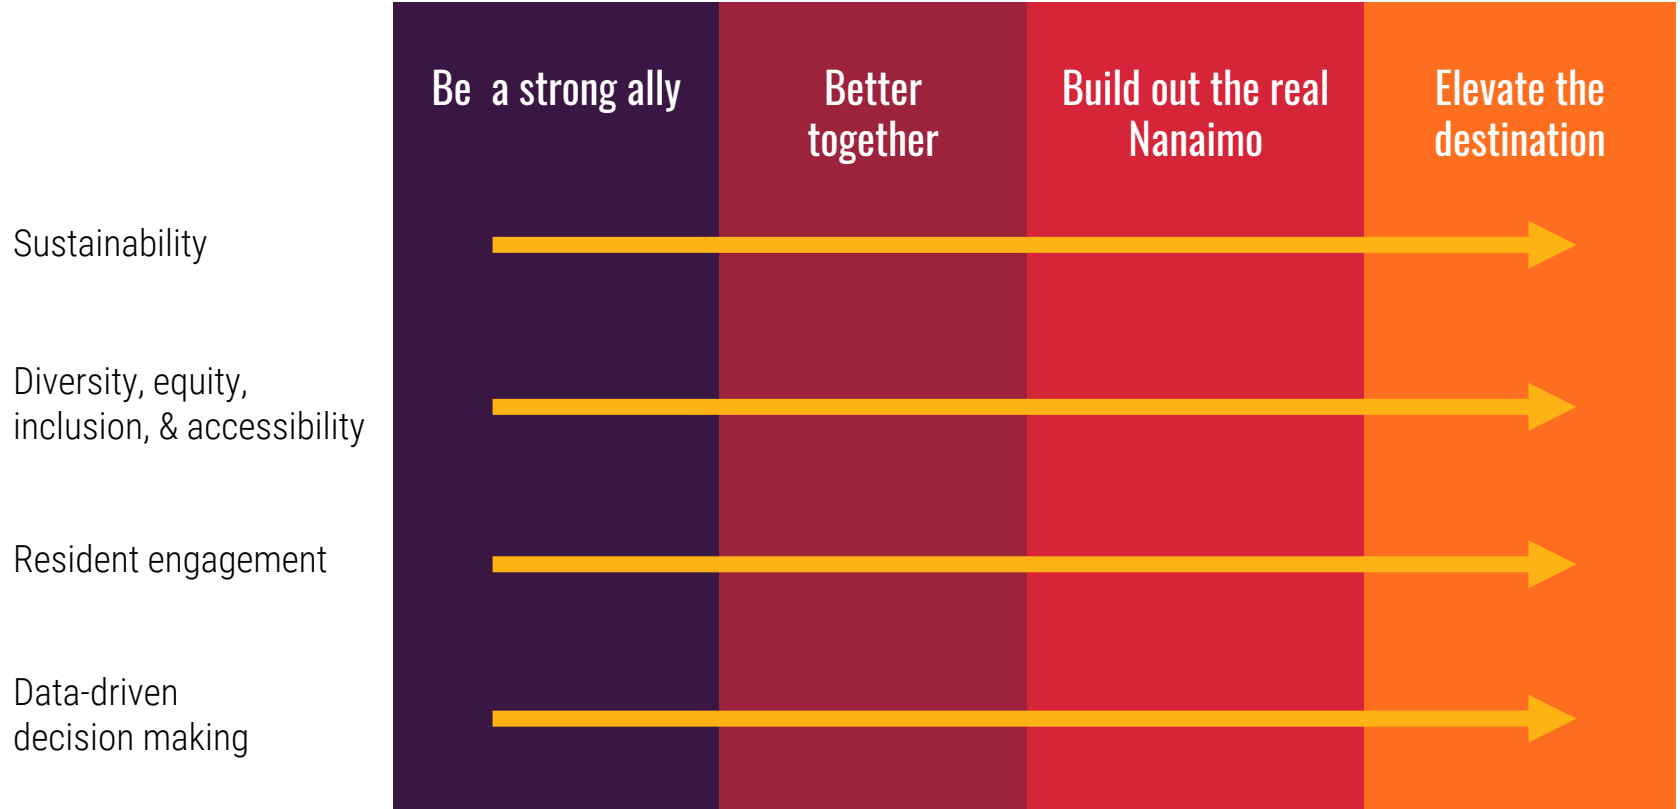 Be a strong ally
Better
together
Build out the real
Nanaimo
Elevate the
destination
Sustainability
Diversity, equity,
inclusion, & accessibility
Resident engagement
Data-driven
decision making